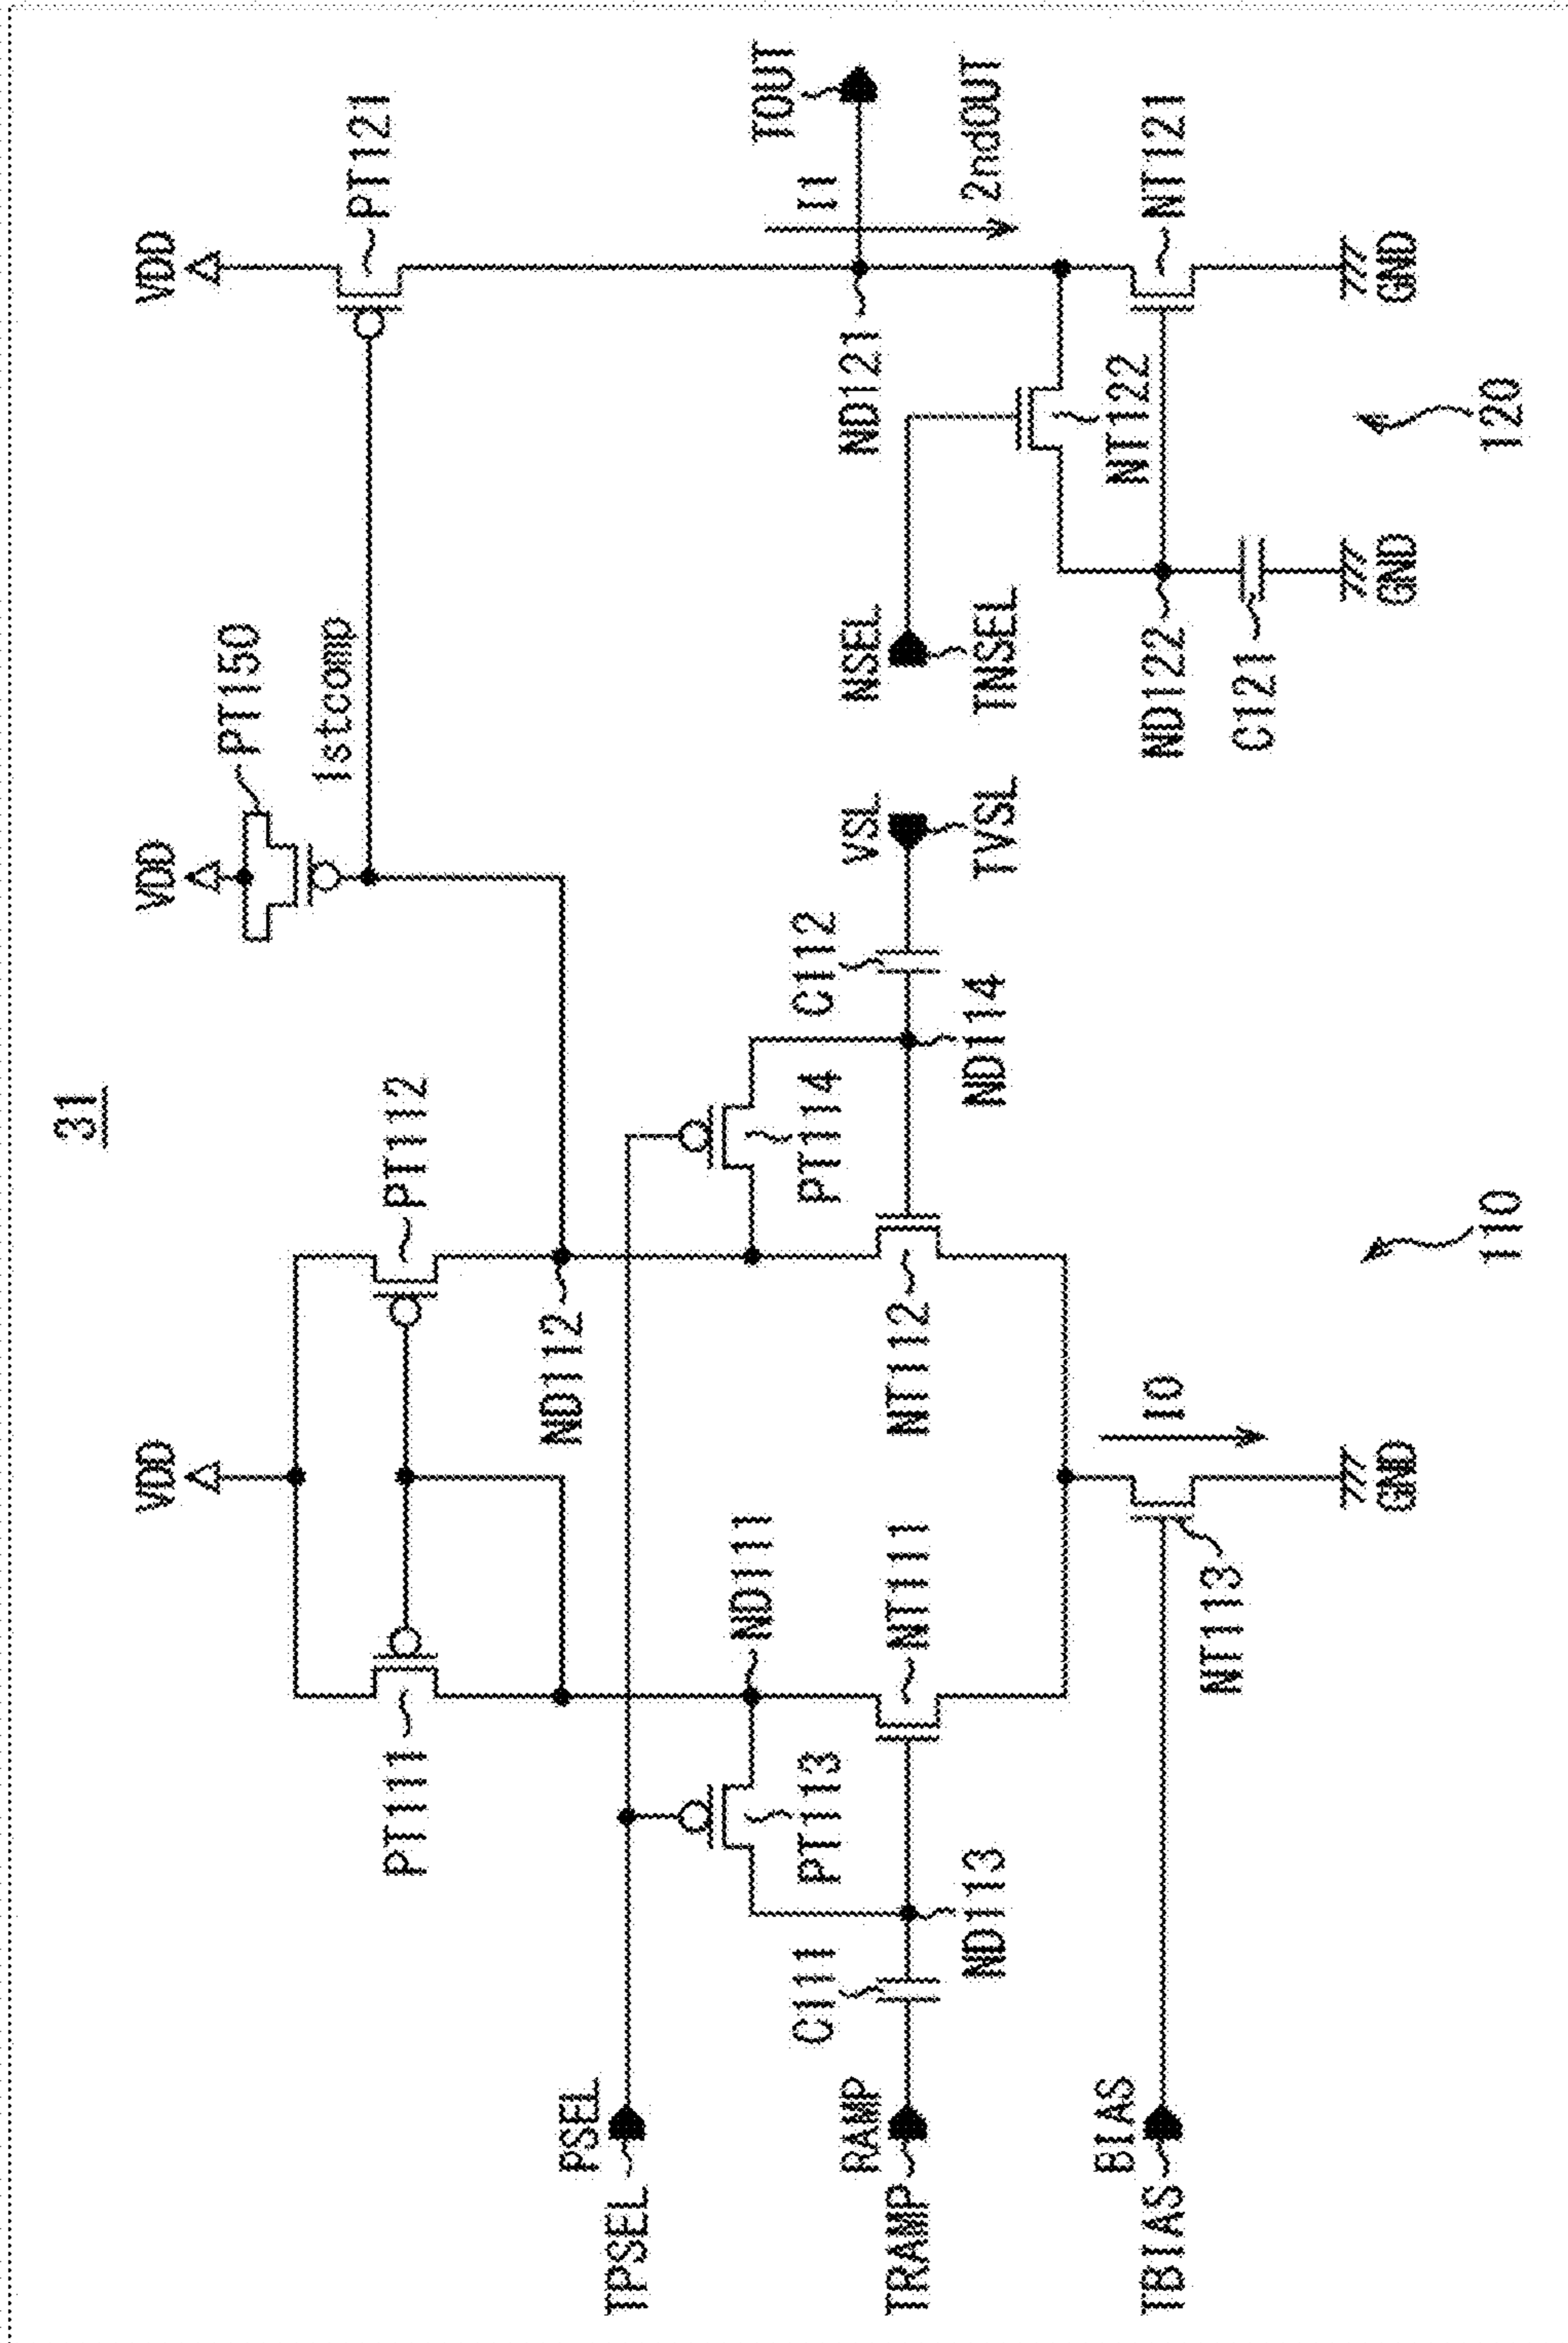 31
VDD
VDD
VDD
PT111
PT112
PT150
1stcomp
PT121
PSEL
TPSEL
ND112
ND111
PT113
PT114
C111
C112
RAMP
TRAMP
ND113
NT111
NT112
ND114
VSL
TVSL
NSEL
TNSEL
ND121
I1
TOUT
2ndOUT
NT122
BIAS
TBIAS
NT113
I0
ND122
C121
NT121
GND
GND
GND
110
120